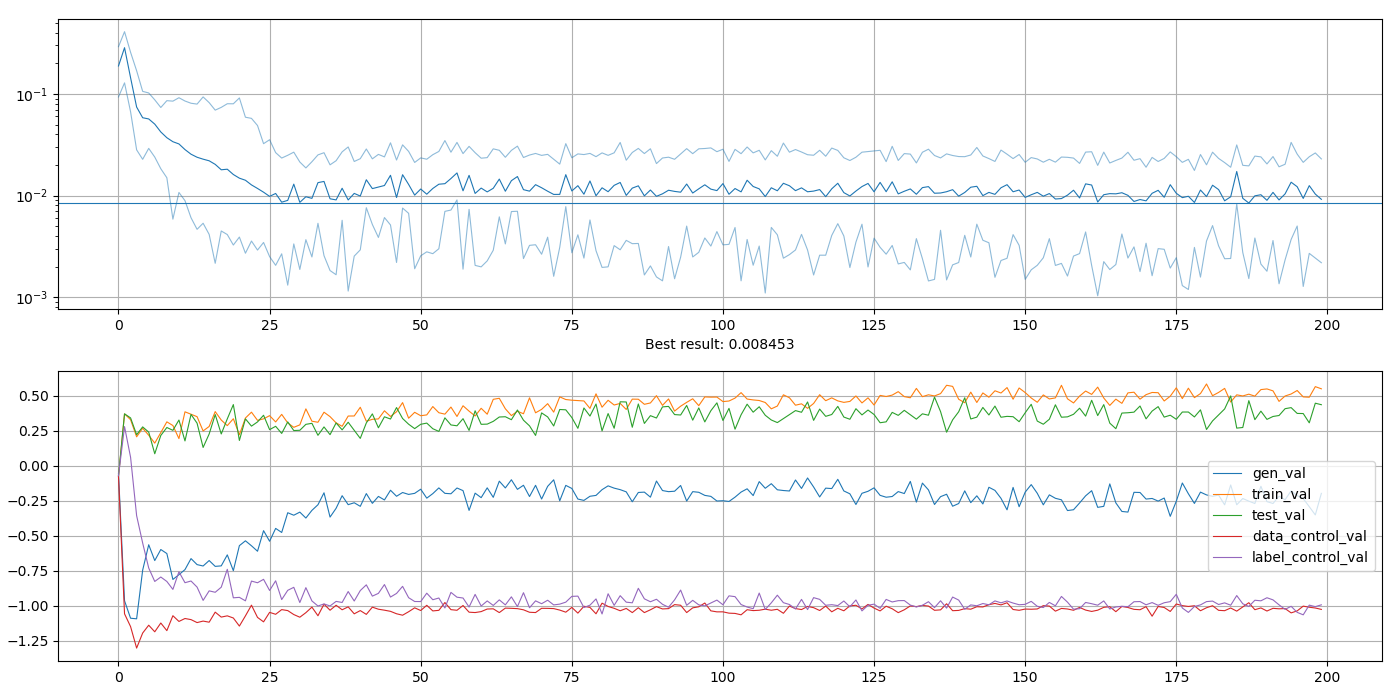 10⁻¹
10⁻²
10⁻³
0 25 50 75 100 125 150 175 200
Best result: 0.008453
0.50
0.25
0.00
−0.25
−0.50
−0.75
−1.00
−1.25
gen_val
train_val
test_val
data_control_val
label_control_val
0 25 50 75 100 125 150 175 200